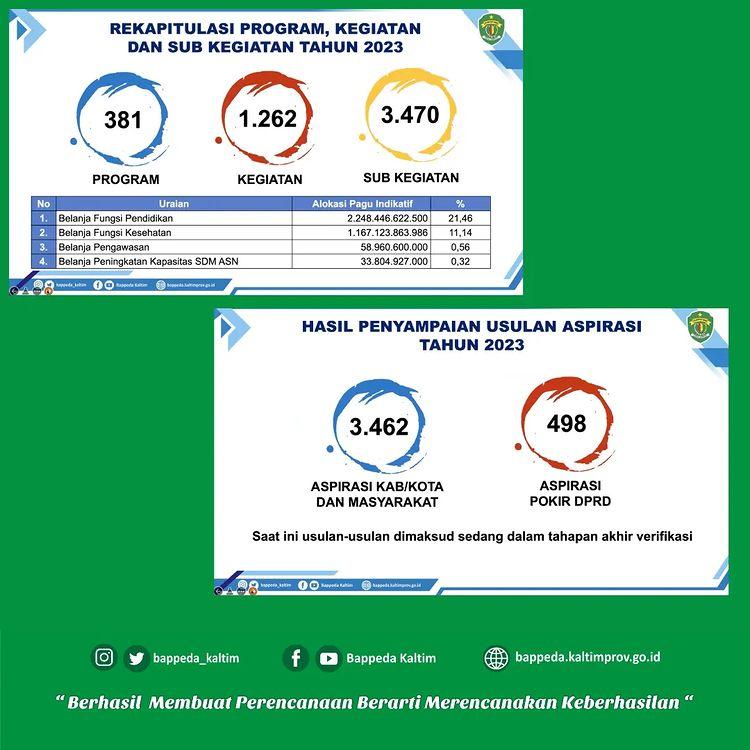 REKAPITULASI PROGRAM, KEGIATAN
DAN SUB KEGIATAN TAHUN 2023
381
1.262
3.470
PROGRAM
KEGIATAN
SUB KEGIATAN
No Uraian Alokasi Pagu Indikatif %
1. Belanja Fungsi Pendidikan 2.248.446.622.500 21,46
2. Belanja Fungsi Kesehatan 1.167.123.863.986 11,14
3. Belanja Pengawasan 58.960.600.000 0,56
4. Belanja Peningkatan Kapasitas SDM ASN 33.804.927.000 0,32
bappeda_kaltim Bappeda Kaltim bappeda.kaltimprov.go.id
HASIL PENYAMPAIAN USULAN ASPIRASI
TAHUN 2023
3.462
498
ASPIRASI KAB/KOTA
DAN MASYARAKAT
ASPIRASI
POKIR DPRD
Saat ini usulan-usulan dimaksud sedang dalam tahapan akhir verifikasi
bappeda_kaltim Bappeda Kaltim bappeda.kaltimprov.go.id
bappeda_kaltim Bappeda Kaltim bappeda.kaltimprov.go.id
“ Berhasil Membuat Perencanaan Berarti Merencanakan Keberhasilan “